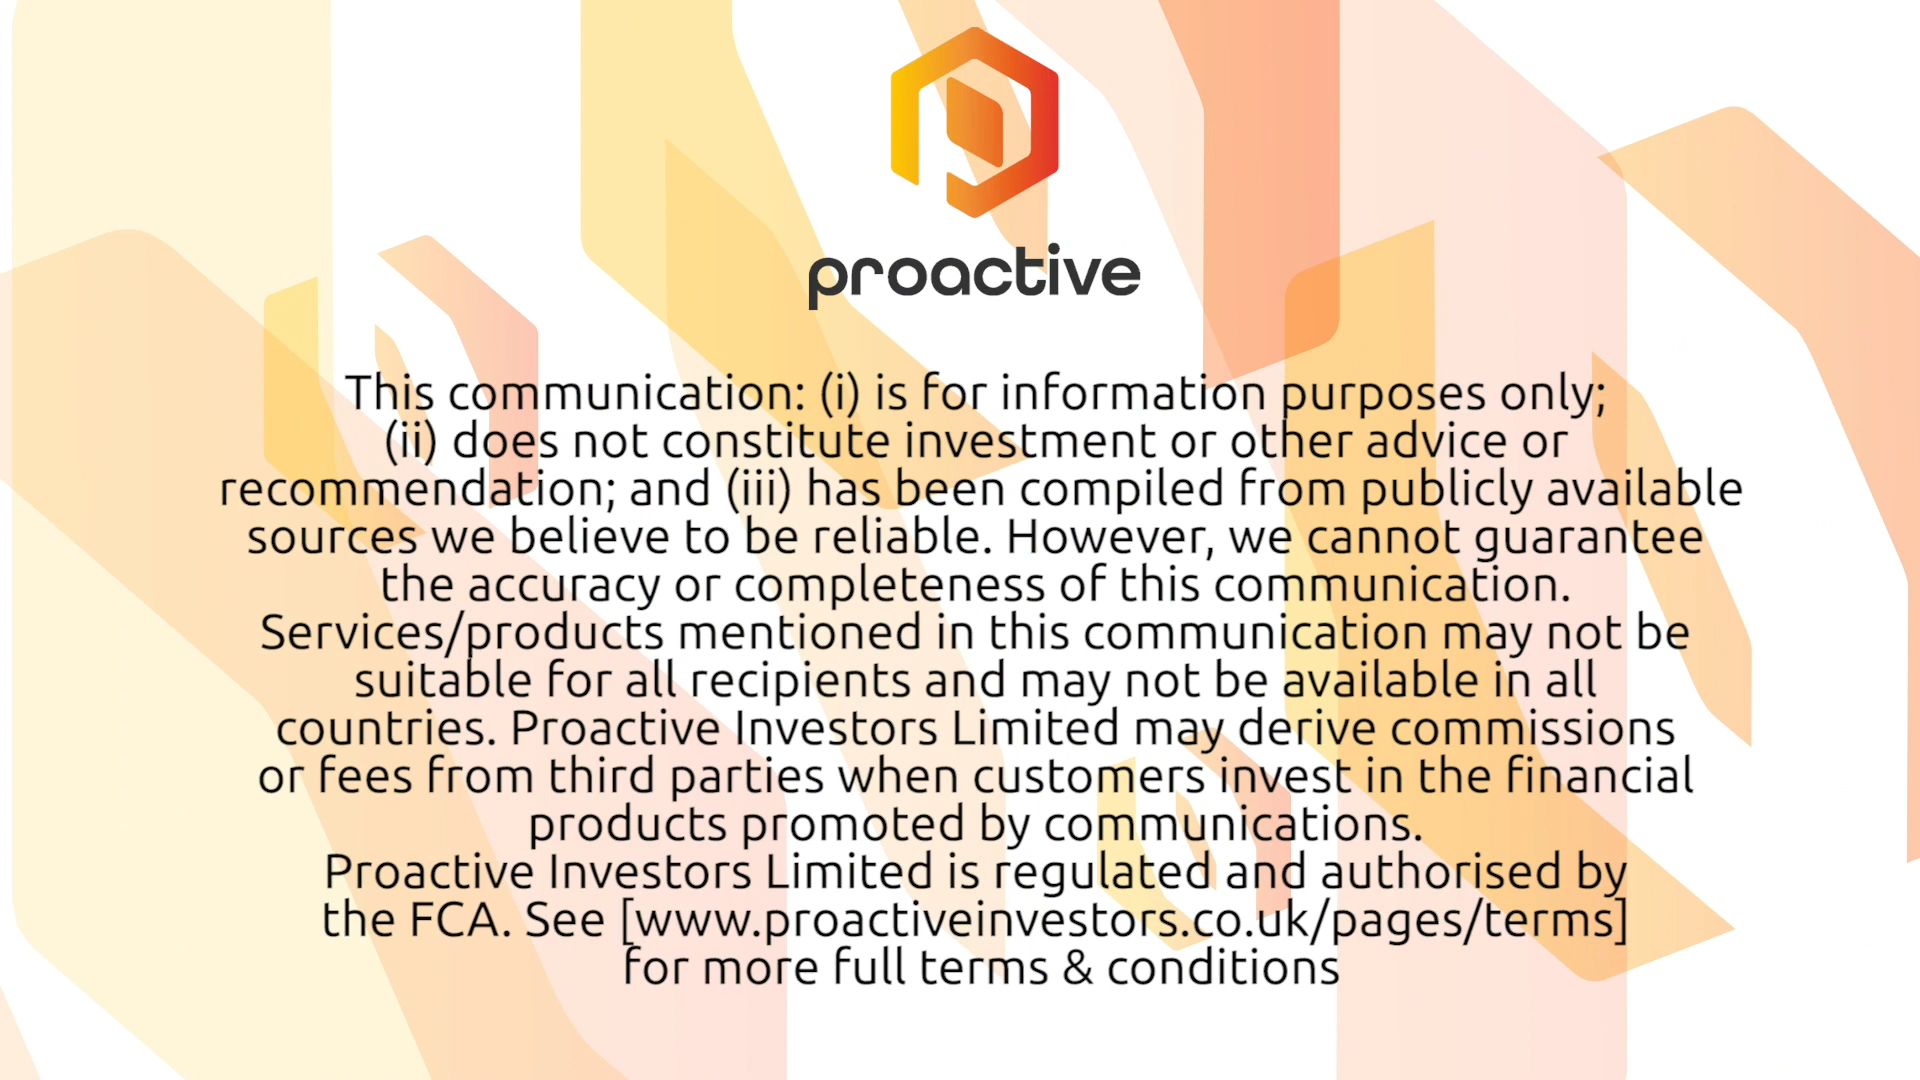 proactive
This communication: (i) is for information purposes only;
(ii) does not constitute investment or other advice or
recommendation; and (iii) has been compiled from publicly available
sources we believe to be reliable. However, we cannot guarantee
the accuracy or completeness of this communication.
Services/products mentioned in this communication may not be
suitable for all recipients and may not be available in all
countries. Proactive Investors Limited may derive commissions
or fees from third parties when customers invest in the financial
products promoted by communications.
Proactive Investors Limited is regulated and authorised by
the FCA. See [www.proactiveinvestors.co.uk/pages/terms]
for more full terms & conditions